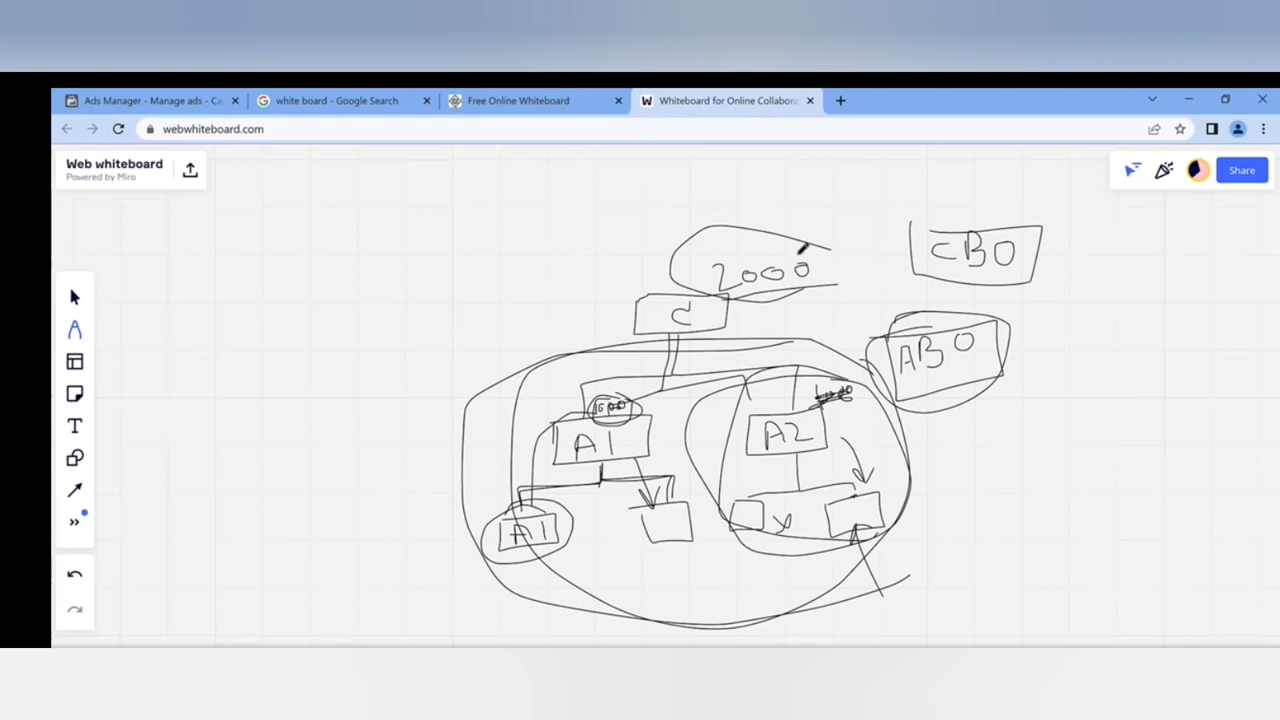 Ads Manager - Manage ads - Ca
white board - Google Search
Free Online Whiteboard
Whiteboard for Online Collabora
webwhiteboard.com
Web whiteboard
Powered by Miro
Share
2000
CBO
C
ABO
A1
A2
A1